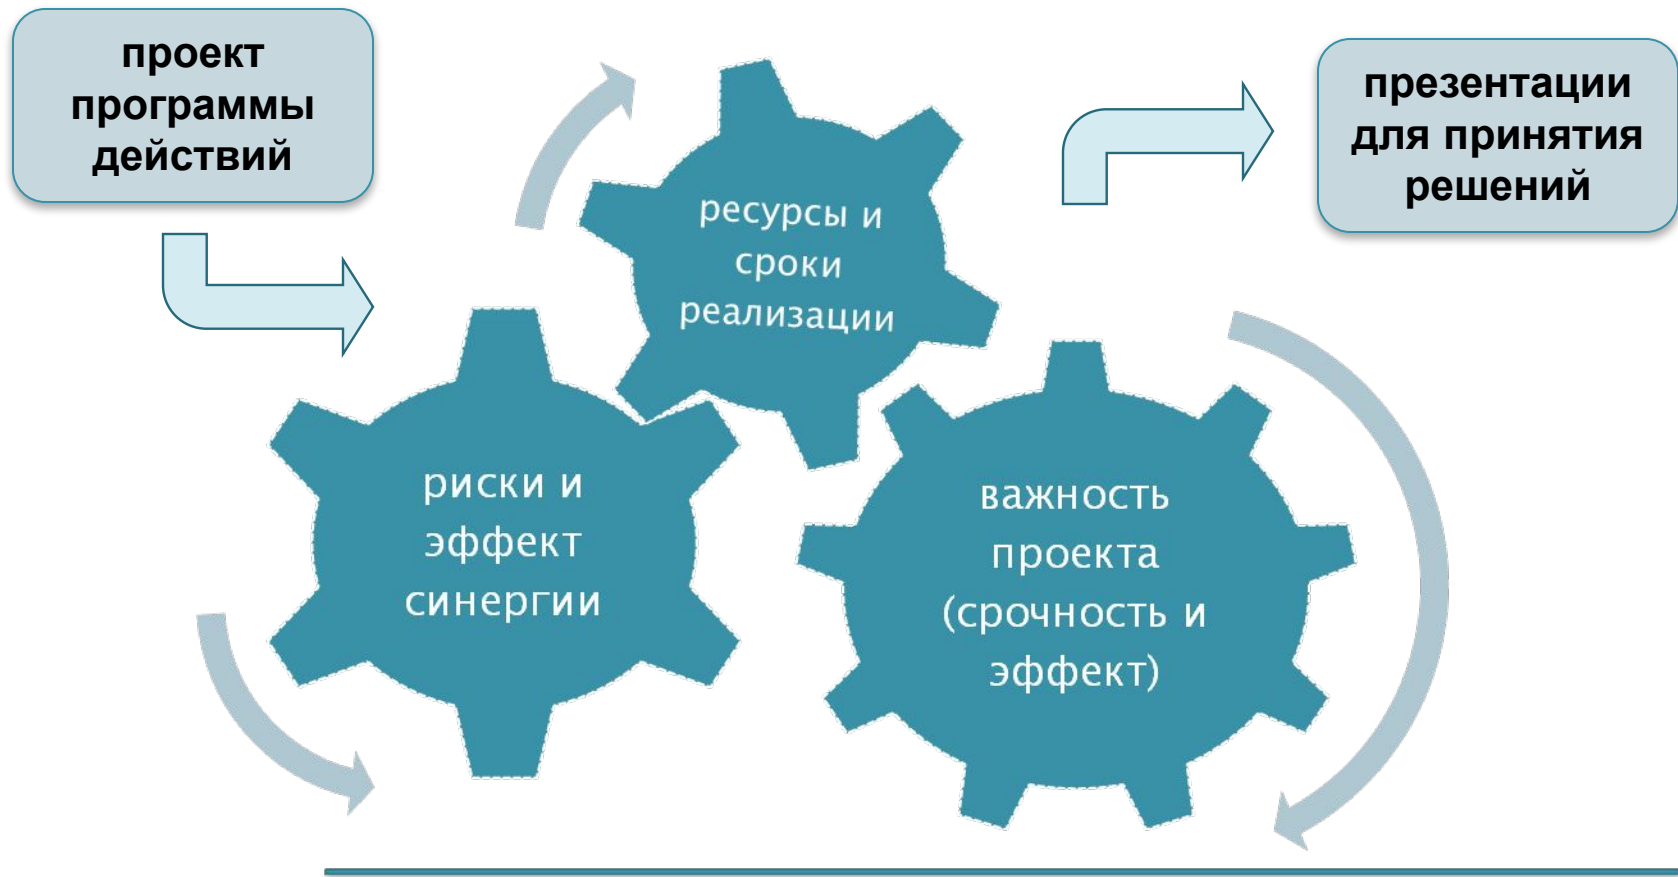 проект
программы
действий
презентации
для принятия
решений
ресурсы и
сроки
реализации
риски и
эффект
синергии
важность
проекта
(срочность и
эффект)